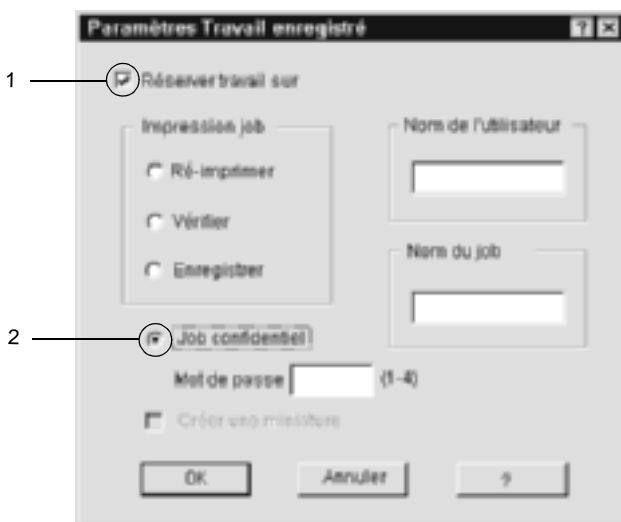 Paramètres Travail enregistré
? ×
1
Réserver travail sur
Impression job
Nom de l'utilisateur
Ré-imprimer
Vérifier
Nom du job
Enregistrer
2
Job confidentiel
Mot de passe (1-4)
Créer une miniature
OK
Annuler
?